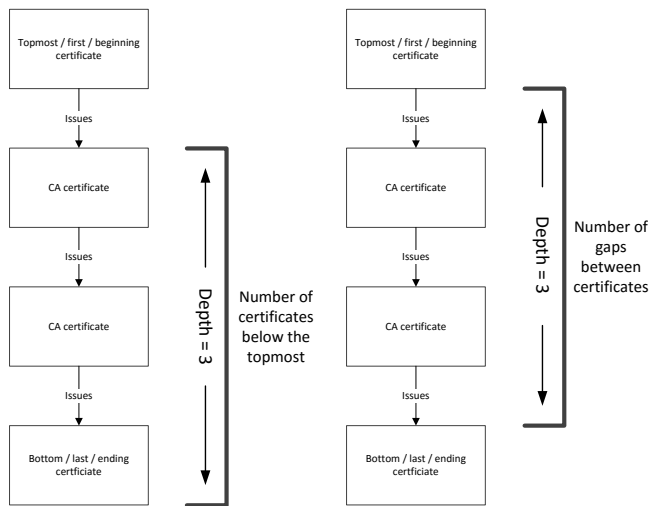 Topmost / first / beginning
certificate
Issues
CA certificate
Issues
CA certificate
Issues
Bottom / last / ending
certficiate
Depth = 3
Number of
certificates
below the
topmost
Topmost / first / beginning
certificate
Issues
CA certificate
Issues
CA certificate
Issues
Bottom / last / ending
certficiate
Depth = 3
Number of
gaps
between
certificates